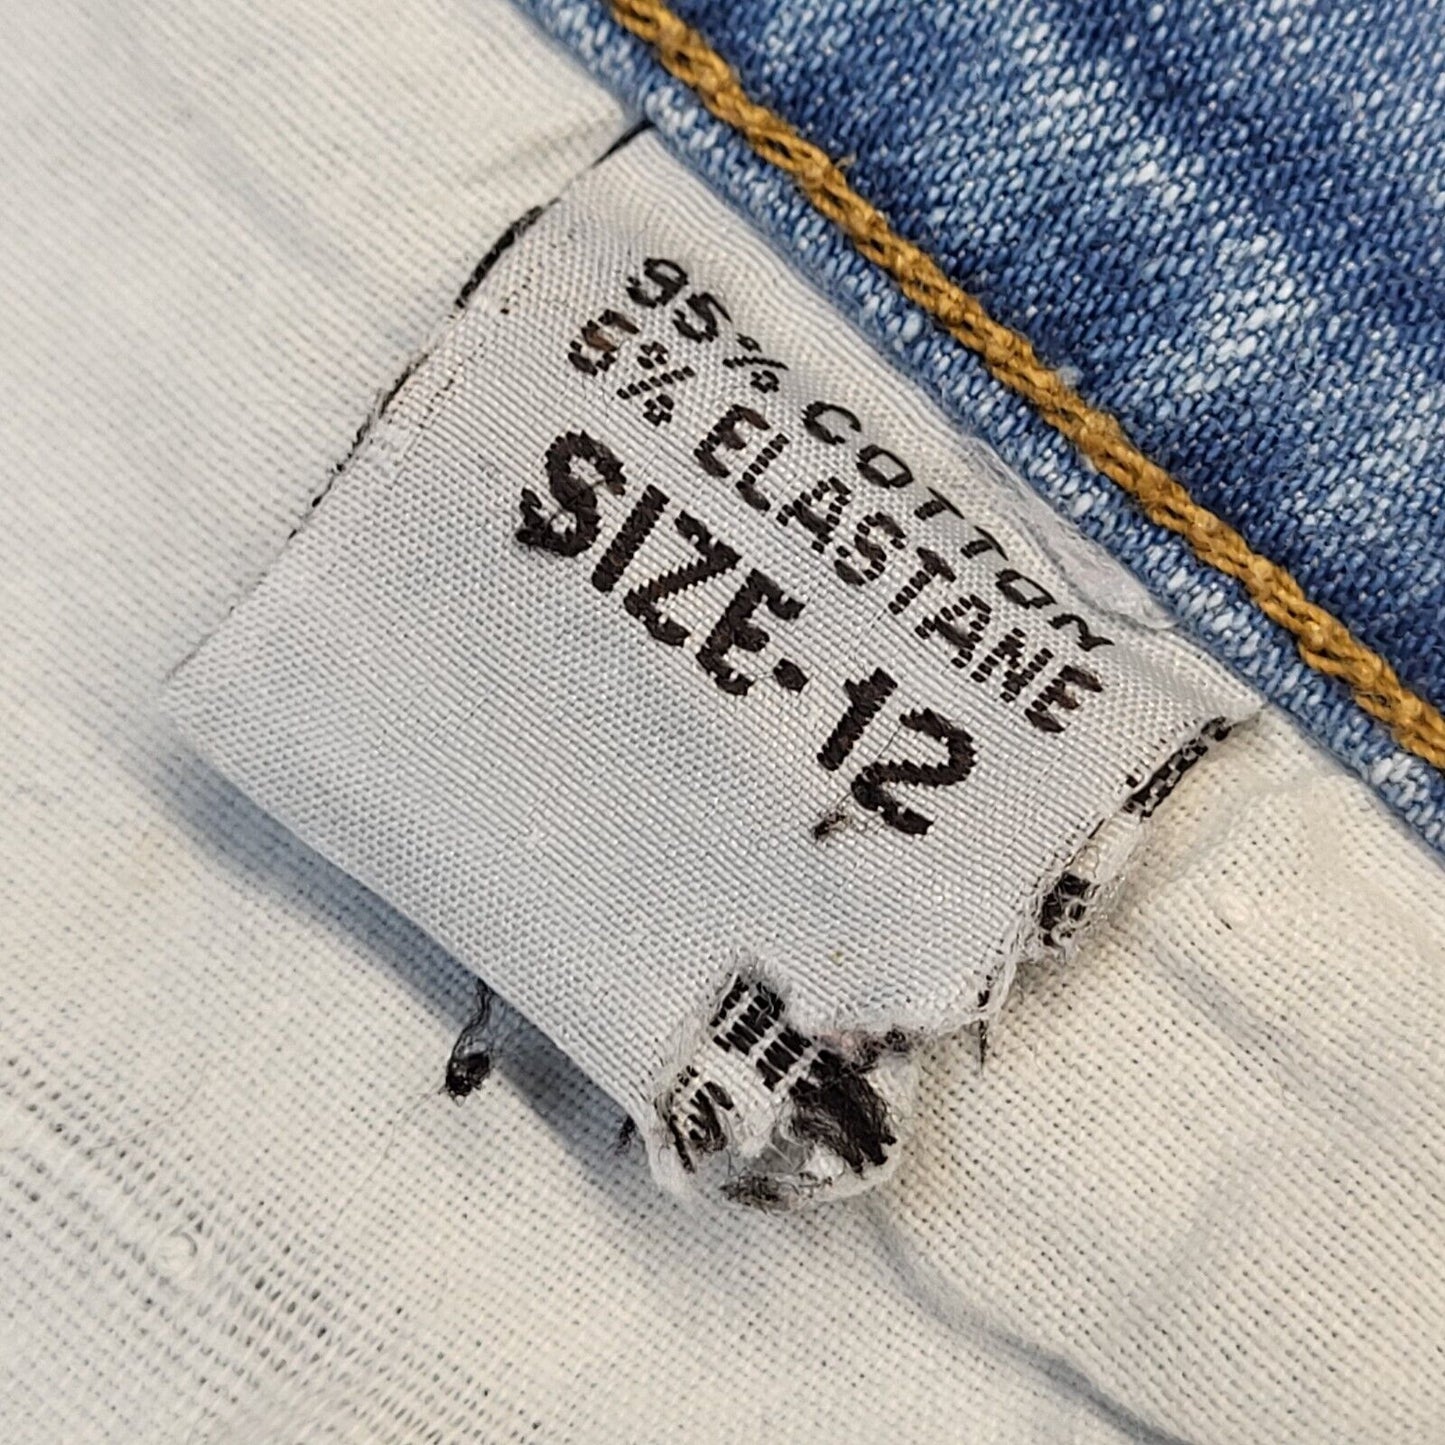 95% COTTON
5% ELASTANE
SIZE-12